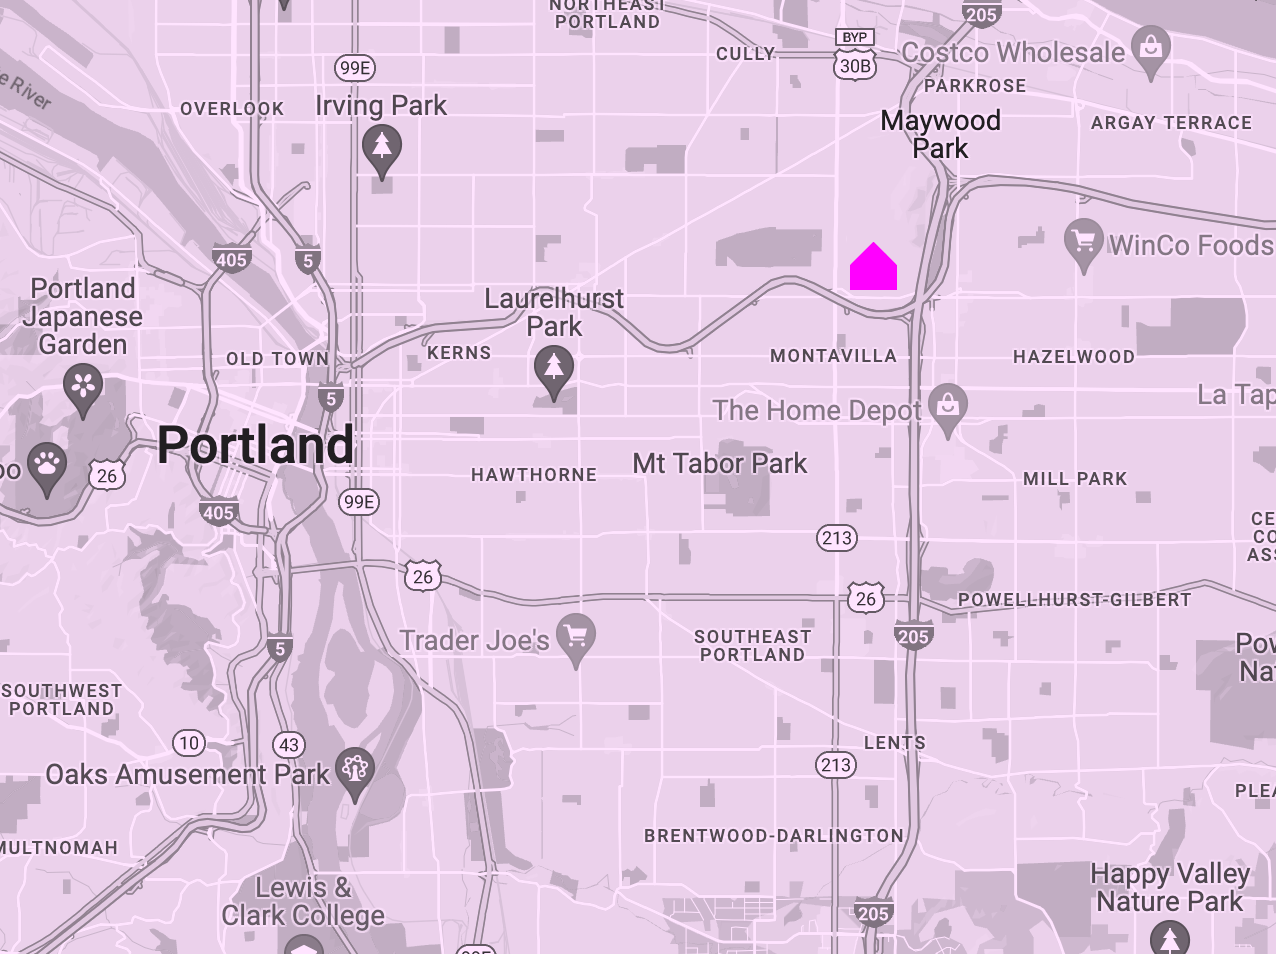 NORTHEAST
PORTLAND
205
BYP
CULLY
30B
Costco Wholesale
99E
PARKROSE
River
OVERLOOK
Irving Park
Maywood
Park
ARGAY TERRACE
405
5
WinCo Foods
Portland
Japanese
Garden
Laurelhurst
Park
OLD TOWN
KERNS
MONTAVILLA
HAZELWOOD
5
The Home Depot
La Tap
Portland
26
HAWTHORNE
Mt Tabor Park
MILL PARK
99E
405
213
26
26
POWELLHURST-GILBERT
Trader Joe's
SOUTHEAST
PORTLAND
205
5
SOUTHWEST
PORTLAND
10
43
LENTS
Oaks Amusement Park
213
BRENTWOOD-DARLINGTON
MULTNOMAH
Lewis &
Clark College
205
Happy Valley
Nature Park